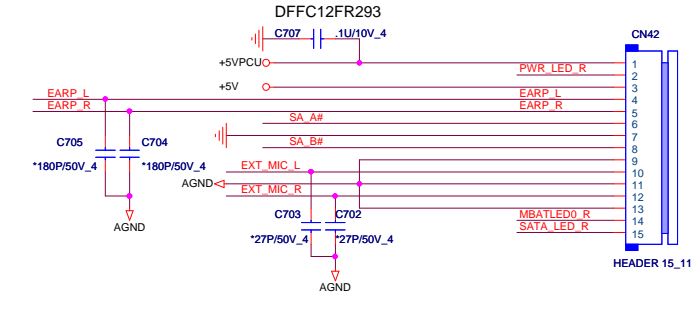 DFFC12FR293
C707
.1U/10V_4
CN42
+5VPCU
1
PWR_LED_R
2
+5V
3
EARP_L
EARP_L
4
EARP_R
EARP_R
5
SA_A#
6
7
C705
C704
SA_B#
8
9
*180P/50V_4
*180P/50V_4
EXT_MIC_L
10
AGND
11
EXT_MIC_R
12
13
C703
C702
MBATLED0_R
14
AGND
SATA_LED_R
15
*27P/50V_4
*27P/50V_4
HEADER 15_11
AGND